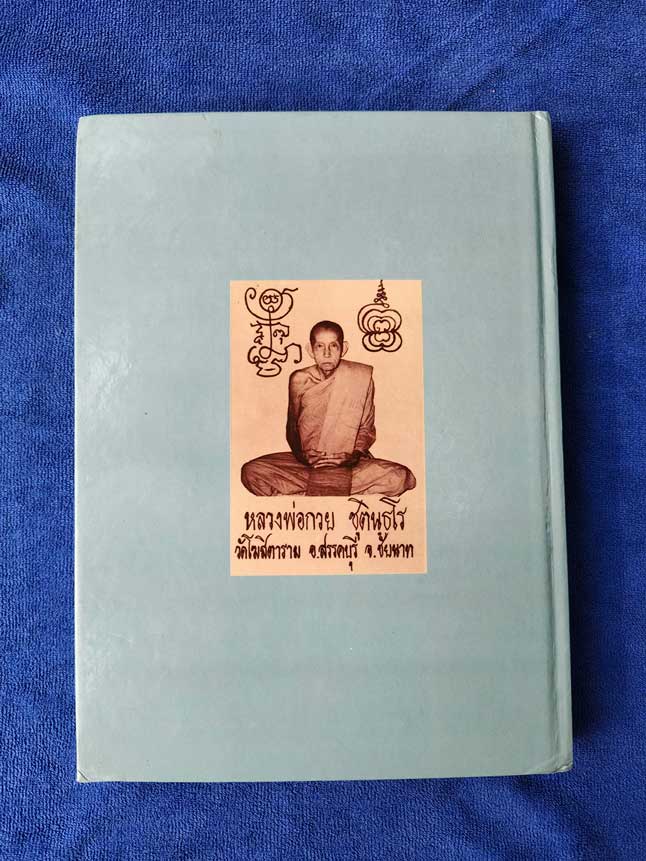 หลวงพ่อกวย ชุตินฺธโร
วัดโฆสิตาราม อ.สรรคบุรี จ.ชัยนาท